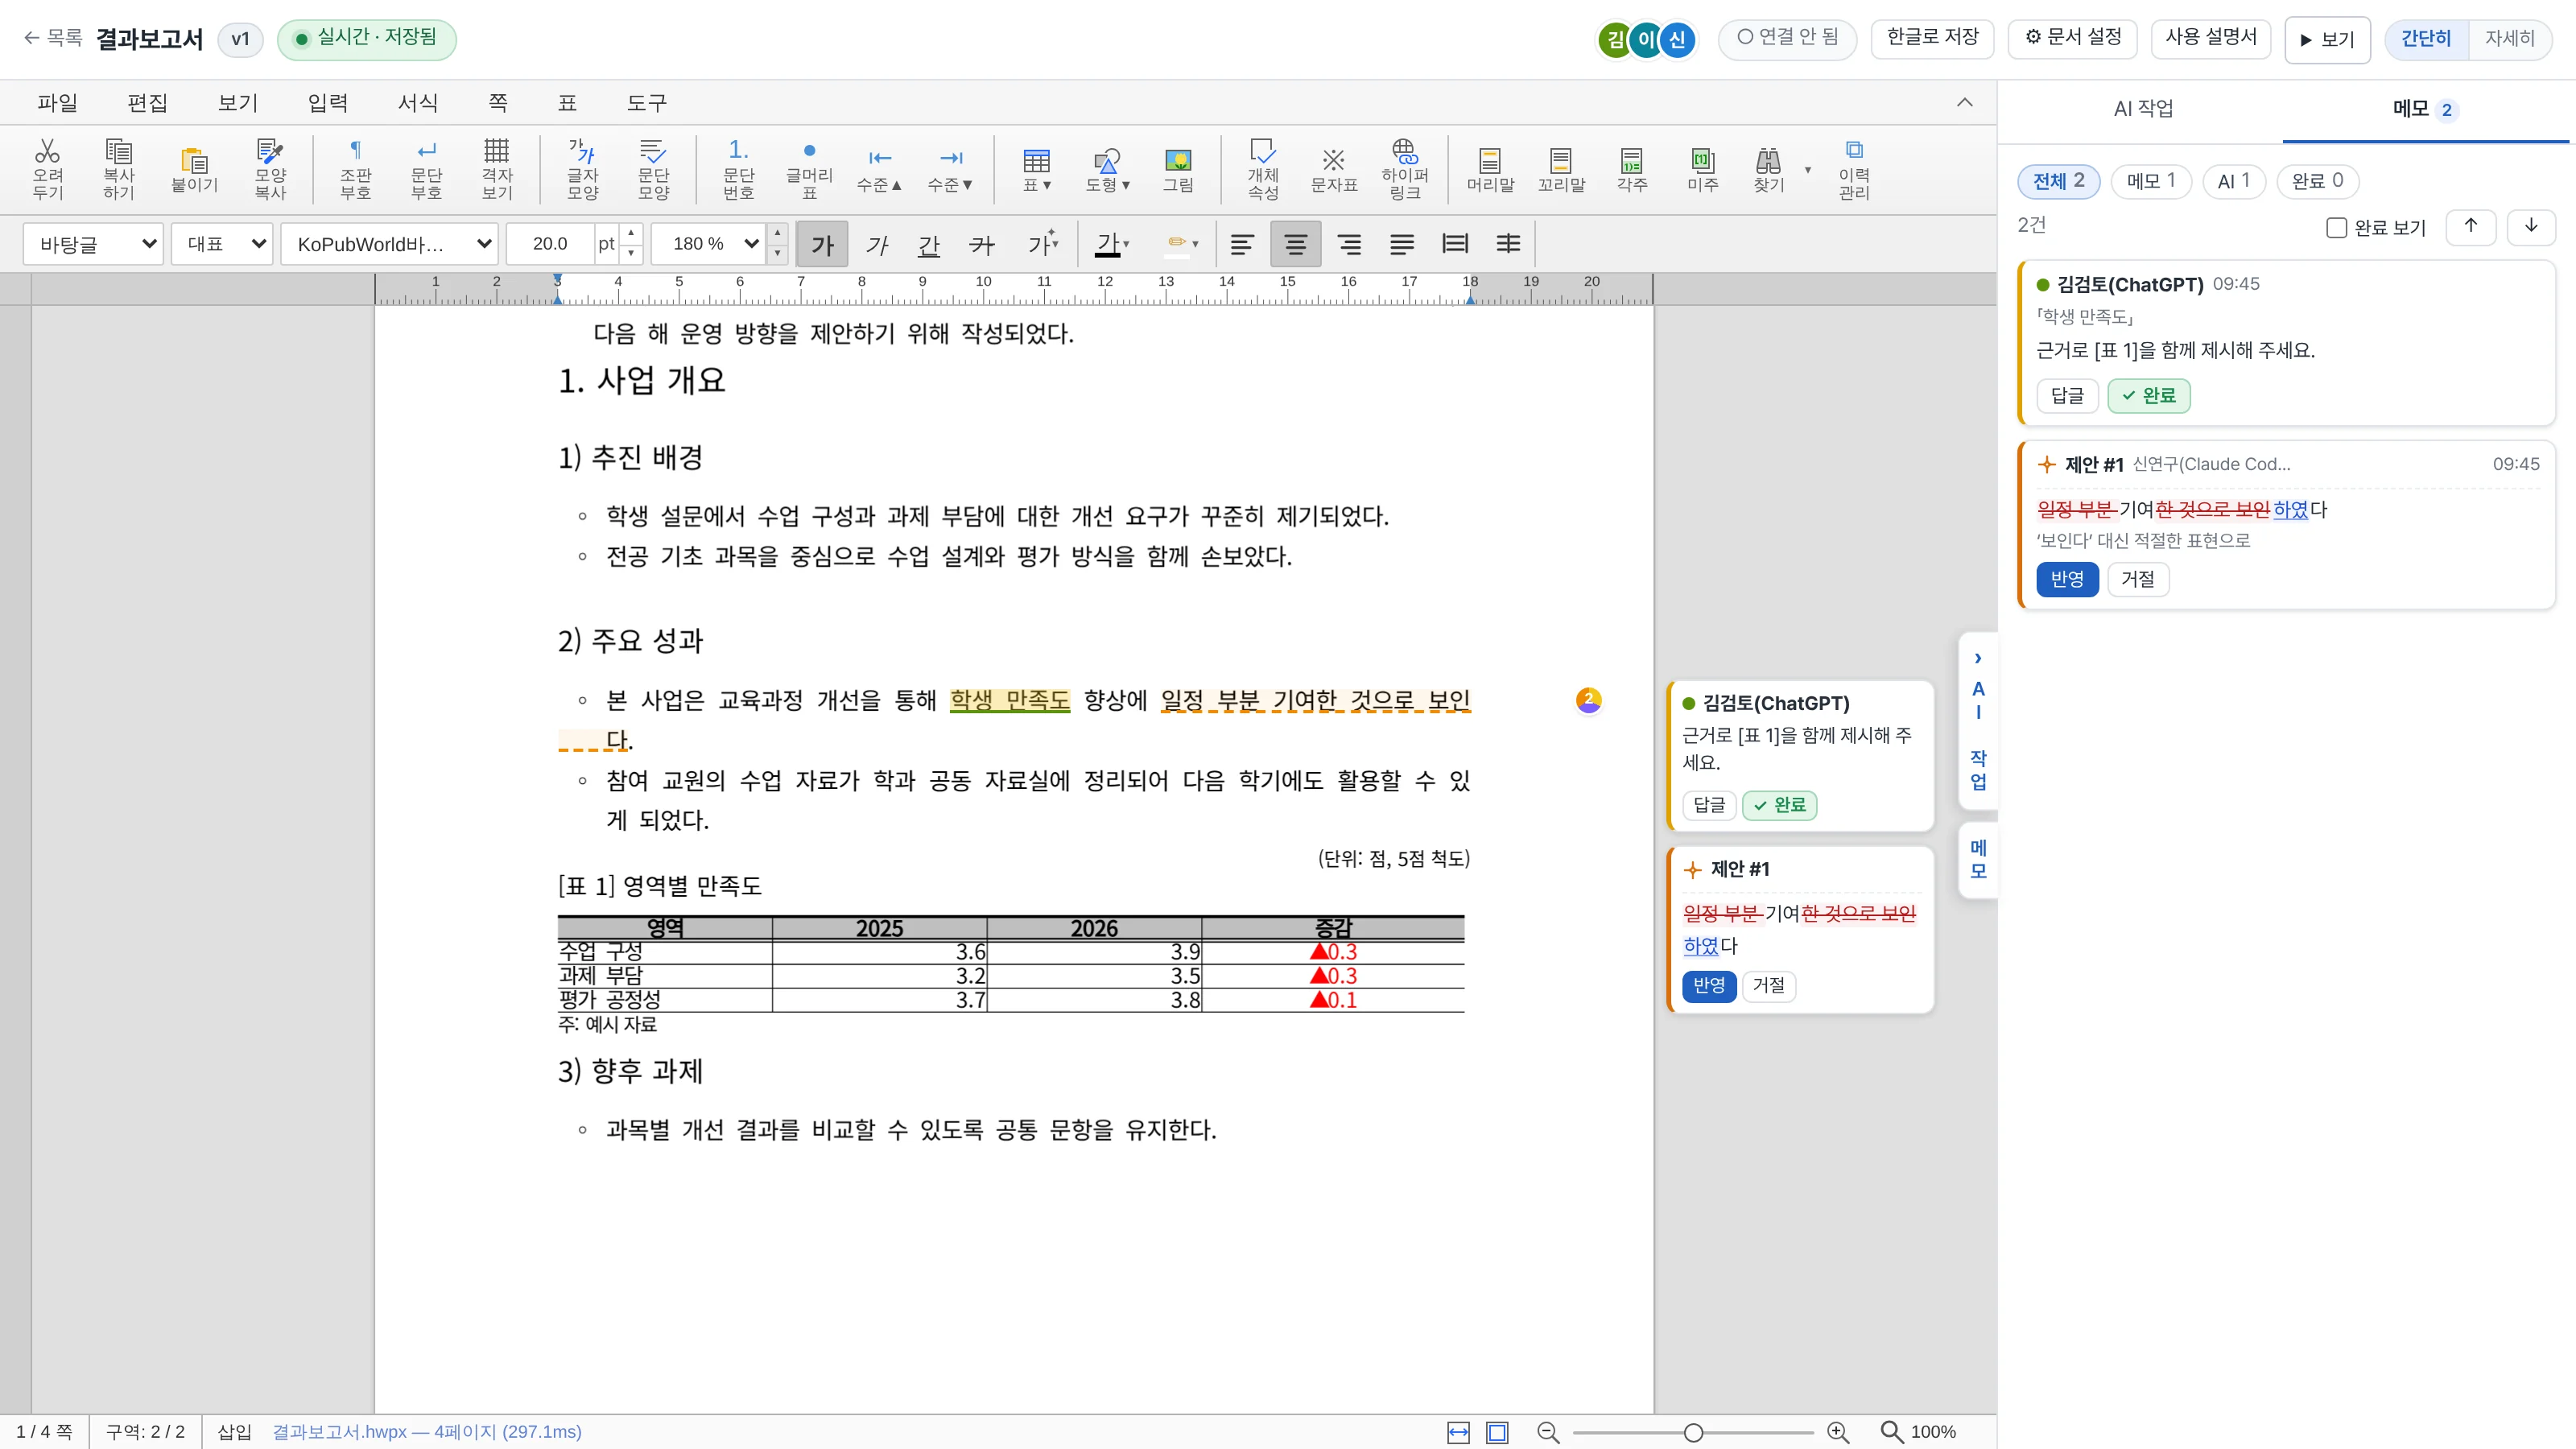 ← 목록 결과보고서 v1 실시간 · 저장됨
김 이 신 연결 안 됨 한글로 저장 ⚙ 문서 설정 사용 설명서 ▶ 보기 간단히 자세히
파일 편집 보기 입력 서식 쪽 표 도구
오려 두기 복사 하기 붙이기 모양 복사 조판 부호 문단 부호 격자 보기 글자 모양 문단 모양 문단 번호 글머리 표 수준▲ 수준▼ 표 ▾ 도형 ▾ 그림 개체 속성 문자표 하이퍼 링크 머리말 꼬리말 각주 미주 찾기 이력 관리
바탕글 대표 KoPubWorld바... 20.0 pt 180 % 가 가 간 가 가 가
1 2 3 4 5 6 7 8 9 10 11 12 13 14 15 16 17 18 19 20
다음 해 운영 방향을 제안하기 위해 작성되었다.
1. 사업 개요
1) 추진 배경
◦ 학생 설문에서 수업 구성과 과제 부담에 대한 개선 요구가 꾸준히 제기되었다.
◦ 전공 기초 과목을 중심으로 수업 설계와 평가 방식을 함께 손보았다.
2) 주요 성과
◦ 본 사업은 교육과정 개선을 통해 학생 만족도 향상에 일정 부분 기여한 것으로 보인
다.
2
◦ 참여 교원의 수업 자료가 학과 공동 자료실에 정리되어 다음 학기에도 활용할 수 있
게 되었다.
(단위: 점, 5점 척도)
[표 1] 영역별 만족도
영역 2025 2026 증감
수업 구성 3.6 3.9 ▲0.3
과제 부담 3.2 3.5 ▲0.3
평가 공정성 3.7 3.8 ▲0.1
주: 예시 자료
3) 향후 과제
◦ 과목별 개선 결과를 비교할 수 있도록 공통 문항을 유지한다.
김검토(ChatGPT)
근거로 [표 1]을 함께 제시해 주
세요.
답글 ✓ 완료
제안 #1
일정 부분 기여한 것으로 보인
하였다
반영 거절
› AI 작업
메모
AI 작업 메모 2
전체 2 메모 1 AI 1 완료 0
2건 완료 보기 ↑ ↓
김검토(ChatGPT) 09:45
「학생 만족도」
근거로 [표 1]을 함께 제시해 주세요.
답글 ✓ 완료
제안 #1 신연구(Claude Cod... 09:45
일정 부분 기여한 것으로 보인하였다
‘보인다’ 대신 적절한 표현으로
반영 거절
1 / 4 쪽 구역: 2 / 2 삽입 결과보고서.hwpx — 4페이지 (297.1ms) 100%